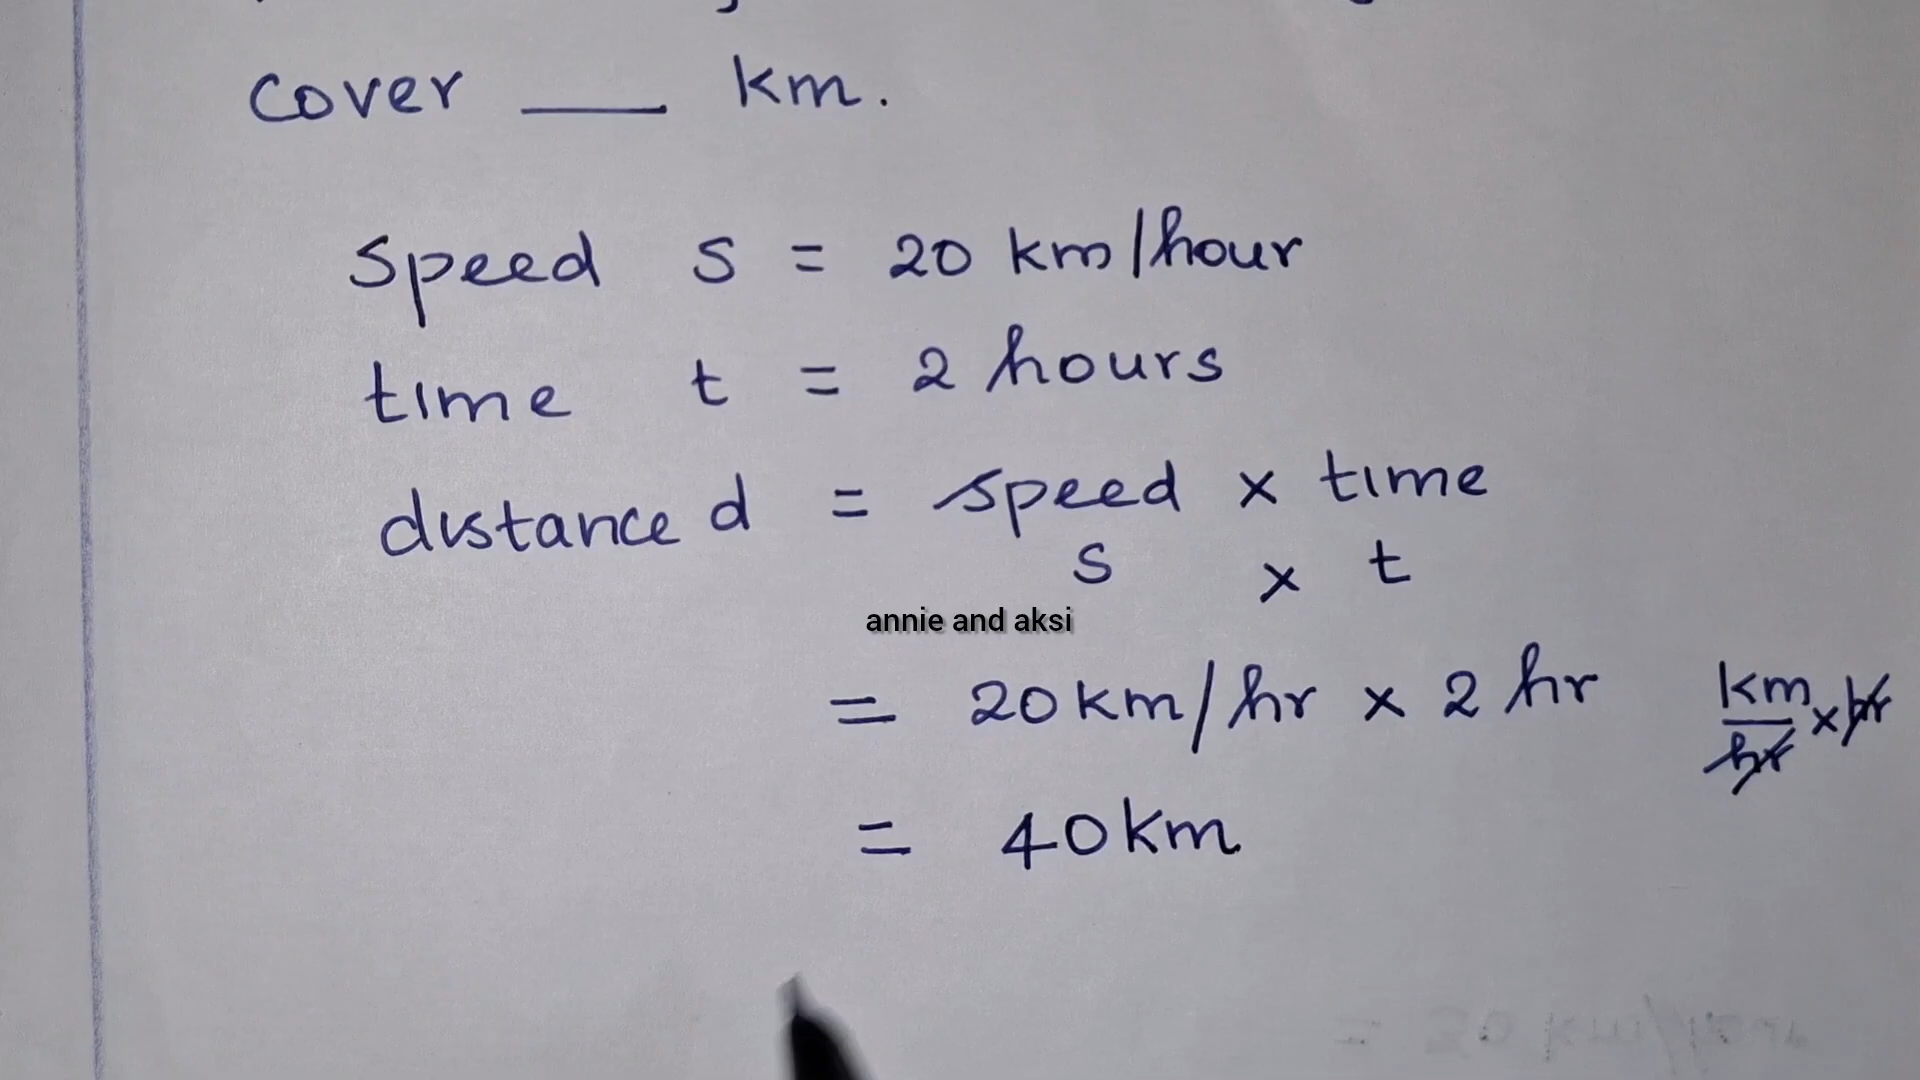 cover ___ km.
speed s = 20 km/hour
time t = 2 hours
distance d = speed x time
s x t
annie and aksi
= 20 km/hr x 2 hr km/hr x hr
= 40 km